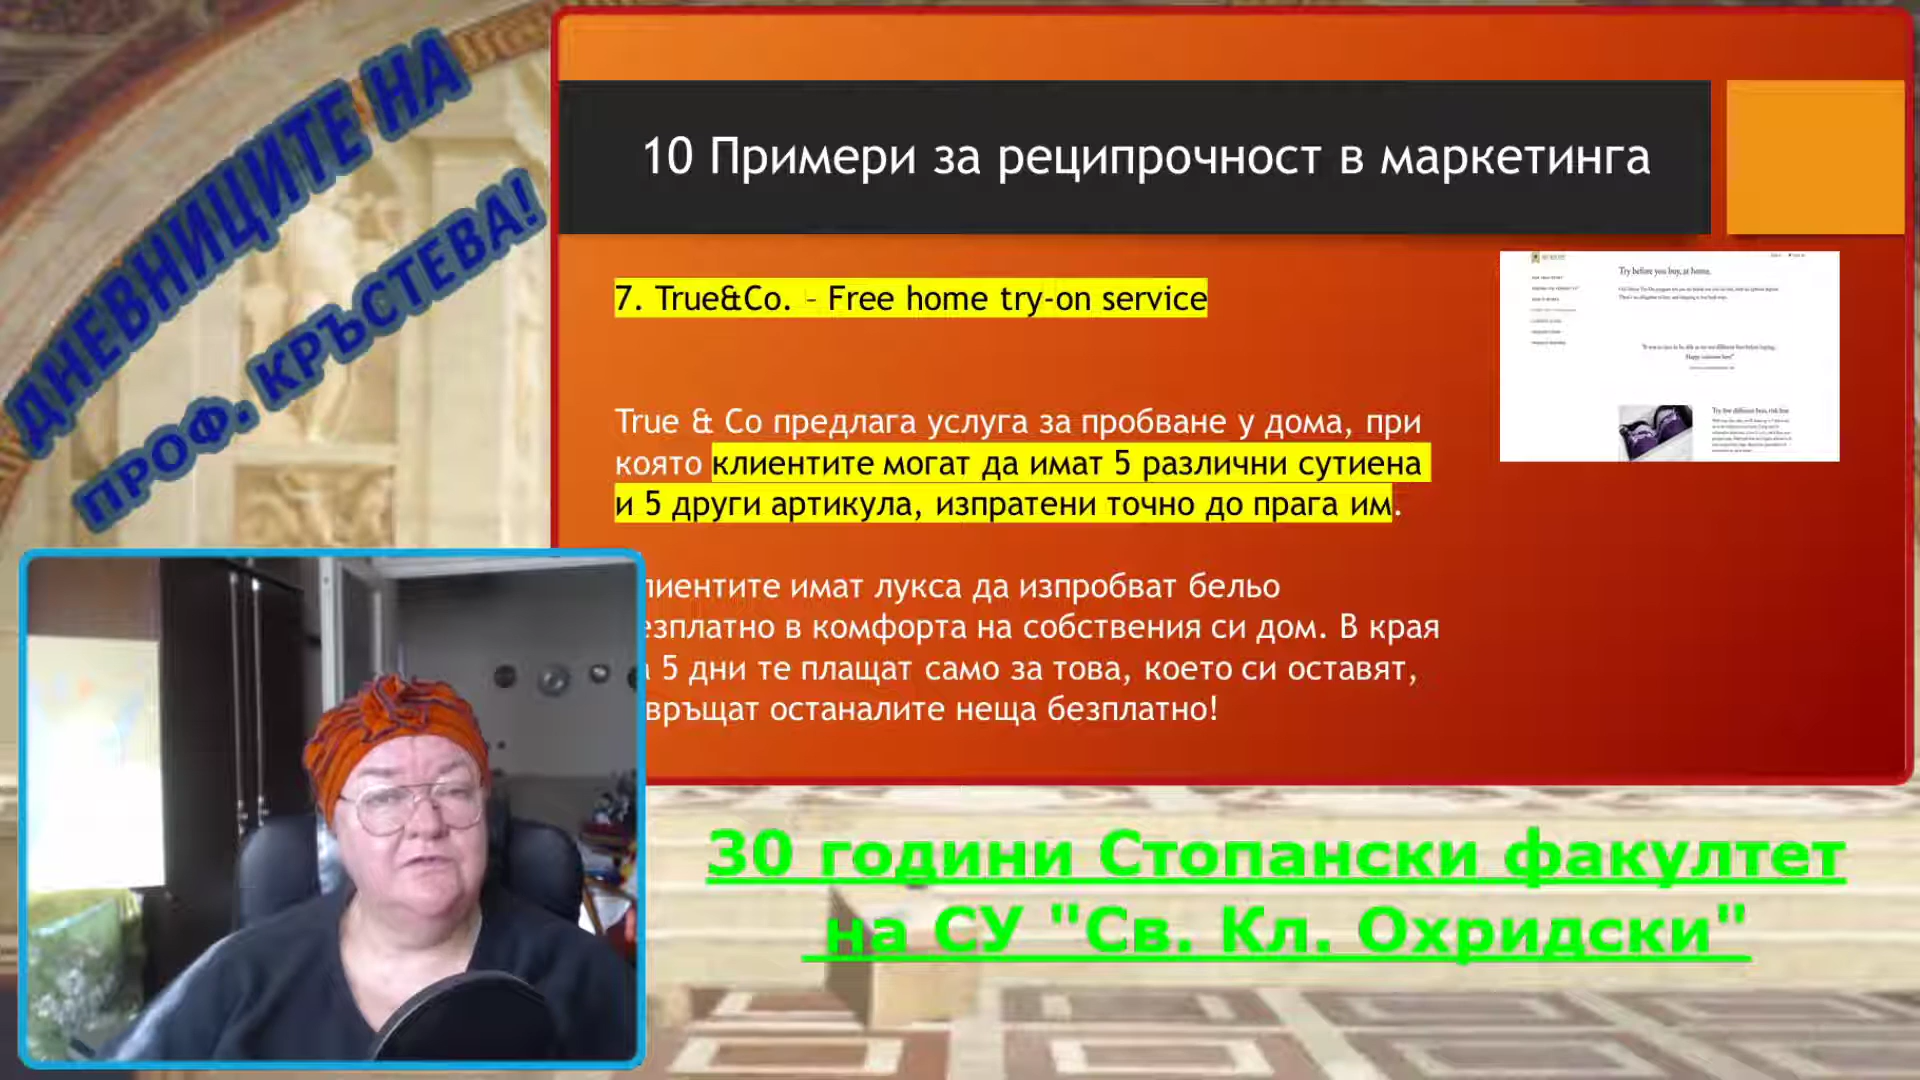 ДНЕВНИЦИТЕ НА
ПРОФ. КРЪСТЕВА!
10 Примери за реципрочност в маркетинга
7. True&Co. – Free home try-on service
True & Co предлага услуга за пробване у дома, при
която клиентите могат да имат 5 различни сутиена
и 5 други артикула, изпратени точно до прага им.
лиентите имат лукса да изпробват бельо
езплатно в комфорта на собствения си дом. В края
5 дни те плащат само за това, което си оставят,
връщат останалите неща безплатно!
Try before you buy, at home.
Happy customer here"
30 години Стопански факултет
на СУ "Св. Кл. Охридски"